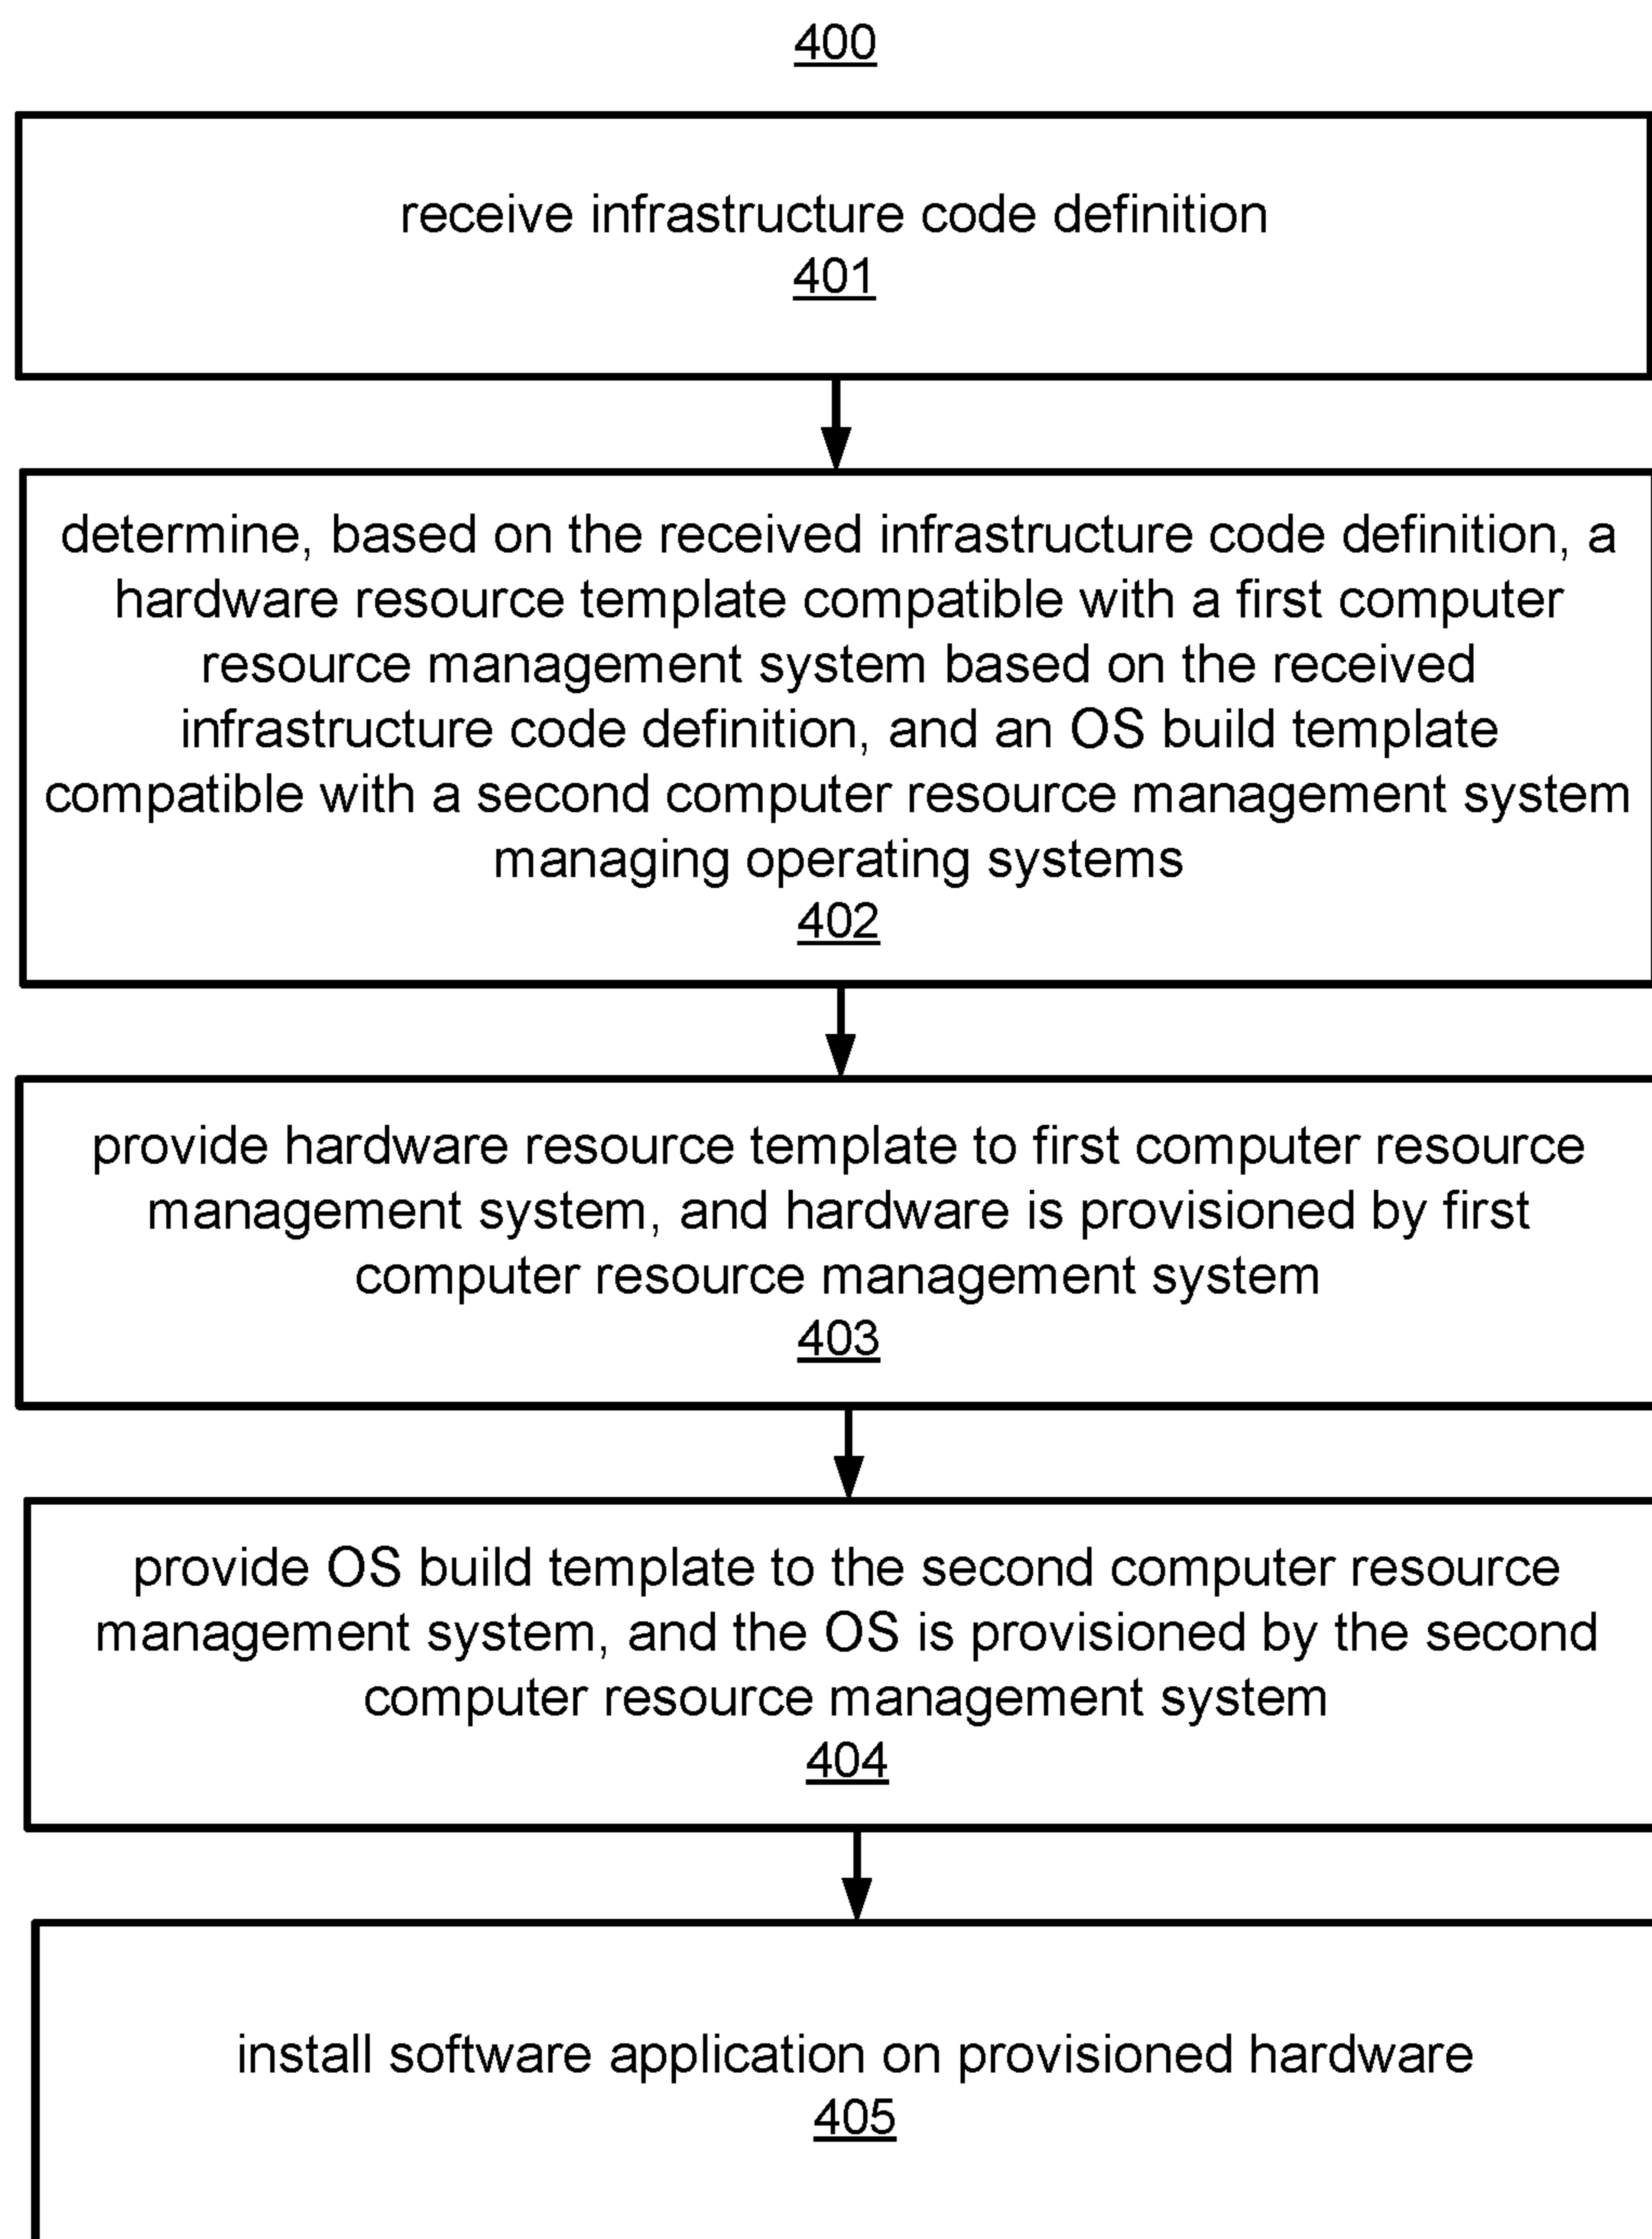 400
receive infrastructure code definition
401
determine, based on the received infrastructure code definition, a
hardware resource template compatible with a first computer
resource management system based on the received
infrastructure code definition, and an OS build template
compatible with a second computer resource management system
managing operating systems
402
provide hardware resource template to first computer resource
management system, and hardware is provisioned by first
computer resource management system
403
provide OS build template to the second computer resource
management system, and the OS is provisioned by the second
computer resource management system
404
install software application on provisioned hardware
405